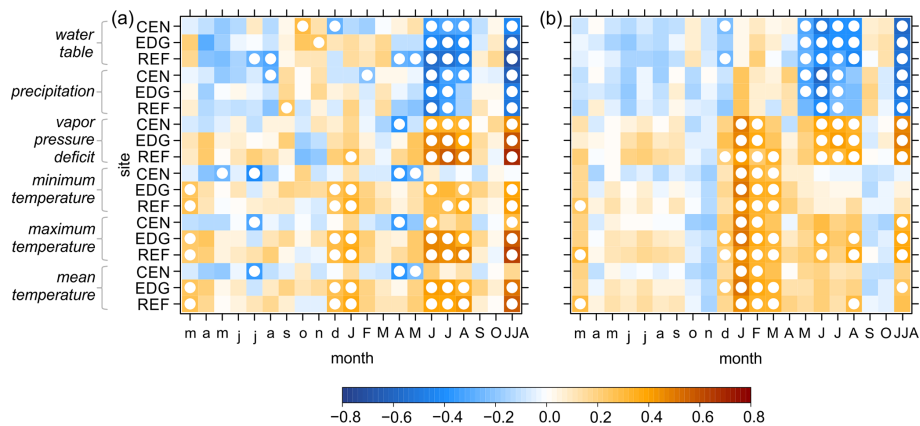 (a)
(b)
water
table
precipitation
vapor
pressure
deficit
minimum
temperature
maximum
temperature
mean
temperature
site
CEN
EDG
REF
CEN
EDG
REF
CEN
EDG
REF
CEN
EDG
REF
CEN
EDG
REF
CEN
EDG
REF
m a m j j a s o n d J F M A M J J A S O JJA
m a m j j a s o n d J F M A M J J A S O JJA
month
month
−0.8 −0.6 −0.4 −0.2 0.0 0.2 0.4 0.6 0.8